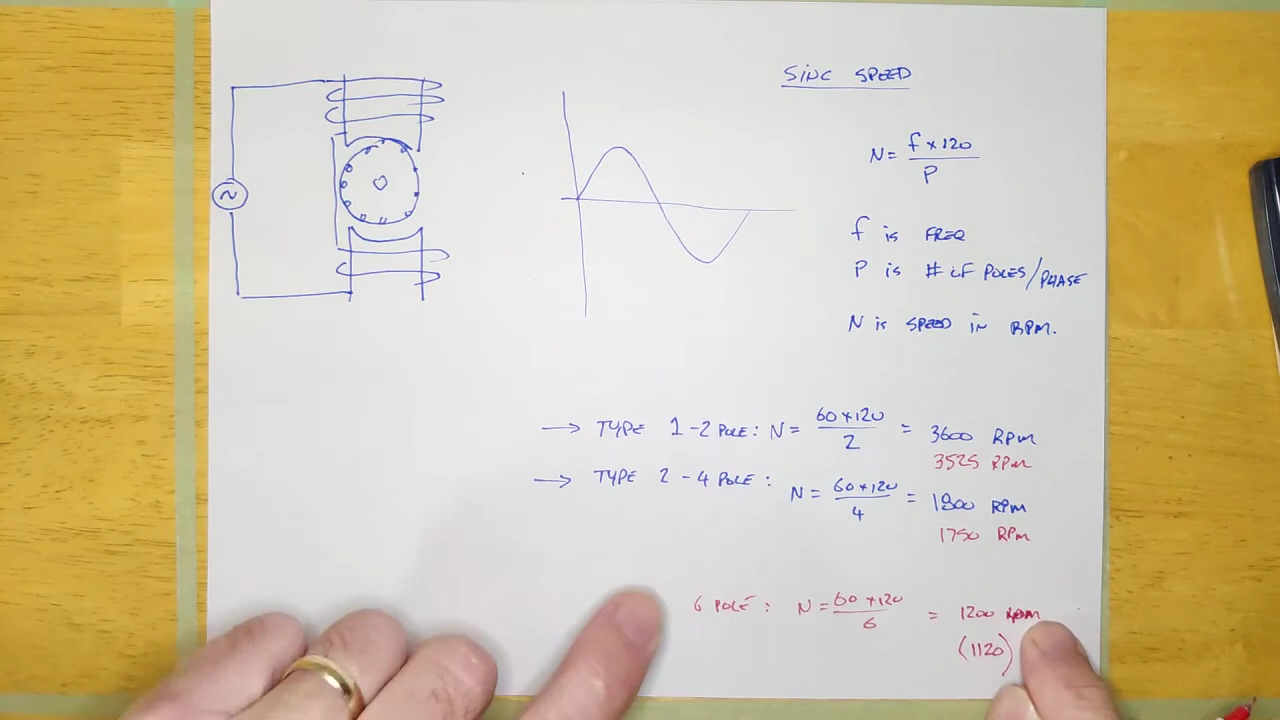 SINC SPEED
N = f x 120 / P
f is FREQ
P is # OF POLES/PHASE
N is SPEED in RPM.
→ TYPE 1 - 2 POLE: N = 60 x 120 / 2 = 3600 RPM
3525 RPM
→ TYPE 2 - 4 POLE: N = 60 x 120 / 4 = 1800 RPM
1750 RPM
6 POLE: N = 60 x 120 / 6 = 1200 RPM
(1120)